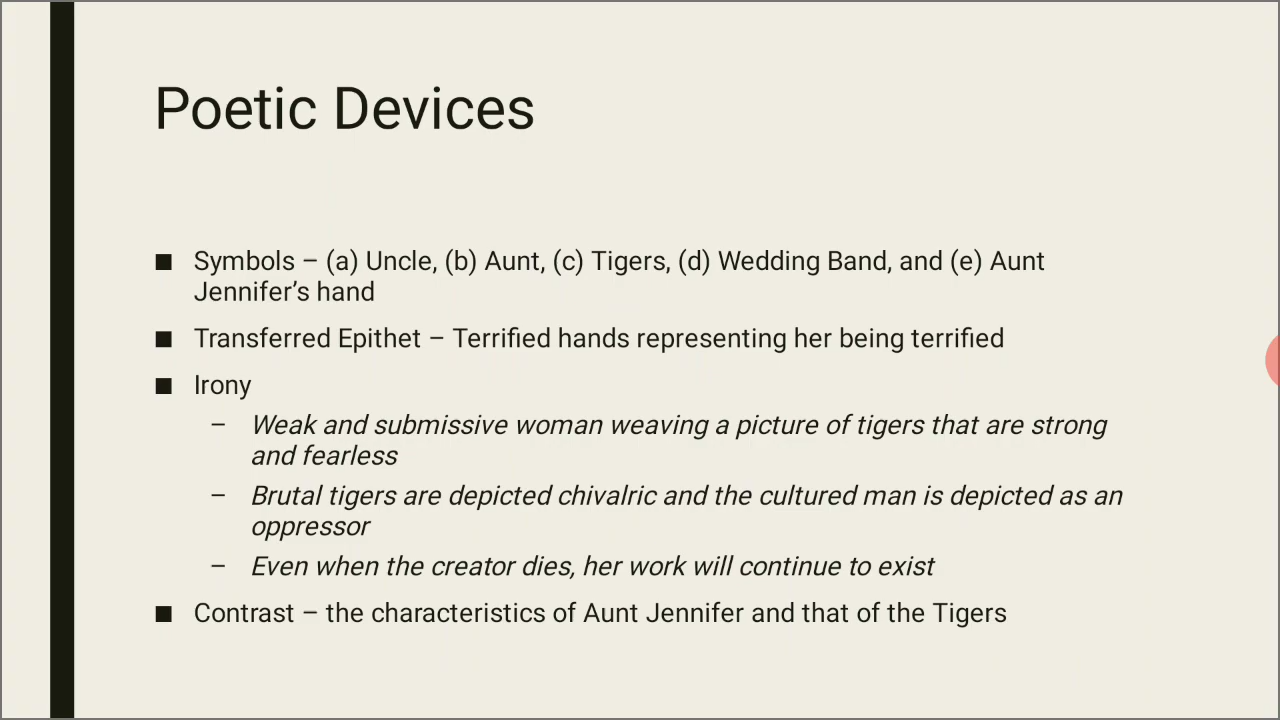 Poetic Devices
■ Symbols – (a) Uncle, (b) Aunt, (c) Tigers, (d) Wedding Band, and (e) Aunt
Jennifer’s hand
■ Transferred Epithet – Terrified hands representing her being terrified
■ Irony
– Weak and submissive woman weaving a picture of tigers that are strong
and fearless
– Brutal tigers are depicted chivalric and the cultured man is depicted as an
oppressor
– Even when the creator dies, her work will continue to exist
■ Contrast – the characteristics of Aunt Jennifer and that of the Tigers